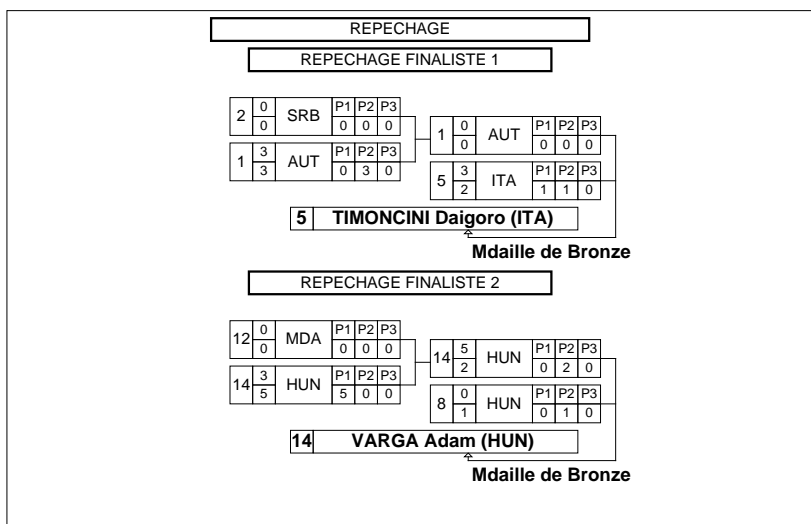 REPECHAGE
REPECHAGE FINALISTE 1
2 0 0 SRB P1 P2 P3 0 0 0
1 3 3 AUT P1 P2 P3 0 3 0
1 0 0 AUT P1 P2 P3 0 0 0
5 3 2 ITA P1 P2 P3 1 1 0
5 TIMONCINI Daigoro (ITA)
Mdaille de Bronze
REPECHAGE FINALISTE 2
12 0 0 MDA P1 P2 P3 0 0 0
14 3 5 HUN P1 P2 P3 5 0 0
14 5 2 HUN P1 P2 P3 0 2 0
8 0 1 HUN P1 P2 P3 0 1 0
14 VARGA Adam (HUN)
Mdaille de Bronze